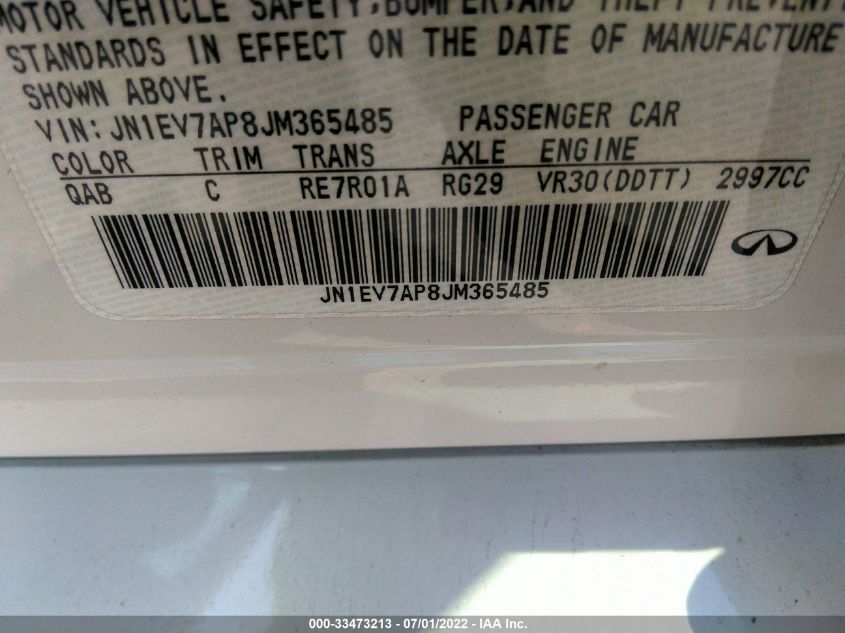 MOTOR VEHICLE SAFETY, BUMPER, AND THEFT PREVENTI
STANDARDS IN EFFECT ON THE DATE OF MANUFACTURE
SHOWN ABOVE.
VIN: JN1EV7AP8JM365485 PASSENGER CAR
COLOR TRIM TRANS AXLE ENGINE
QAB C RE7R01A RG29 VR30(DDTT) 2997CC
JN1EV7AP8JM365485
000-33473213 - 07/01/2022 - IAA Inc.